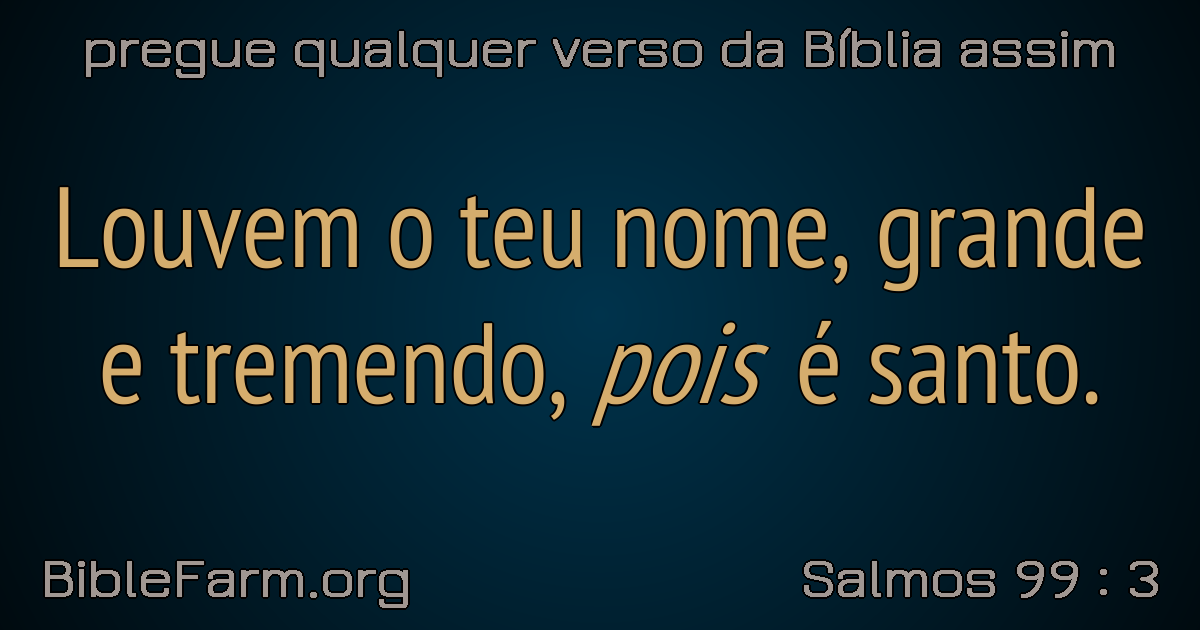 pregue qualquer verso da Bíblia assim
Louvem o teu nome, grande
e tremendo, pois é santo.
BibleFarm.org
Salmos 99 : 3